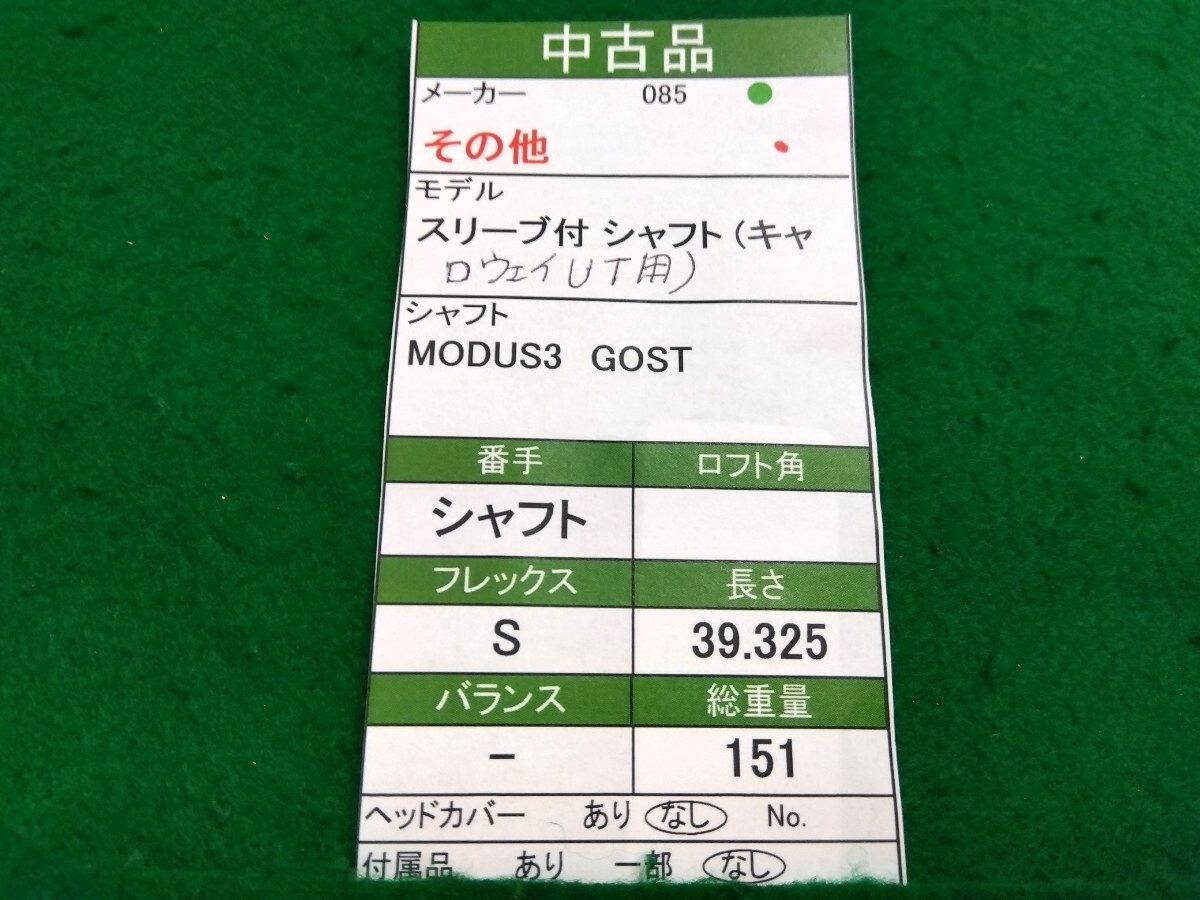 中古品
メーカー 085
その他
モデル
スリーブ付 シャフト(キャ
ロウェイUT用)
シャフト
MODUS3 GOST
番手 ロフト角
シャフト
フレックス 長さ
S 39.325
バランス 総重量
− 151
ヘッドカバー あり なし No.
付属品 あり 一部 なし